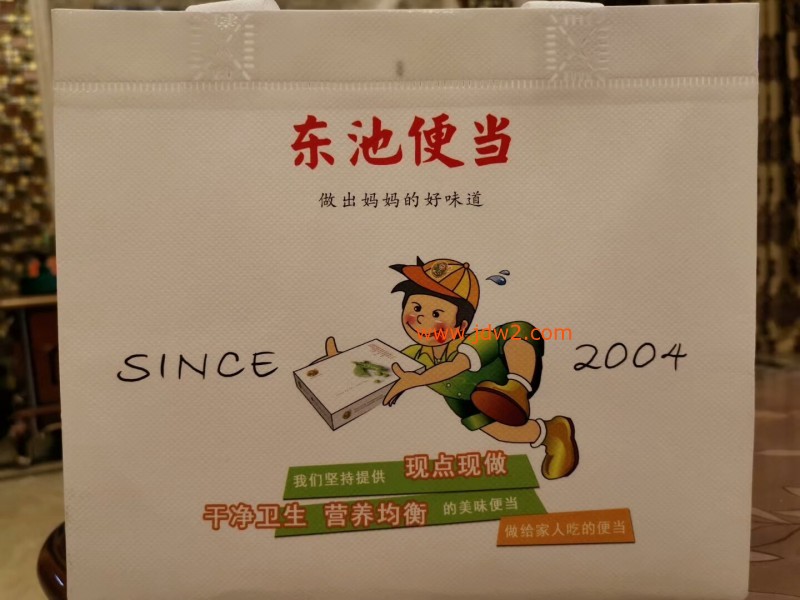 东池便当
做出妈妈的好味道
www.jdw2.com
SINCE 2004
我们坚持提供 现点现做
干净卫生 营养均衡 的美味便当
做给家人吃的便当